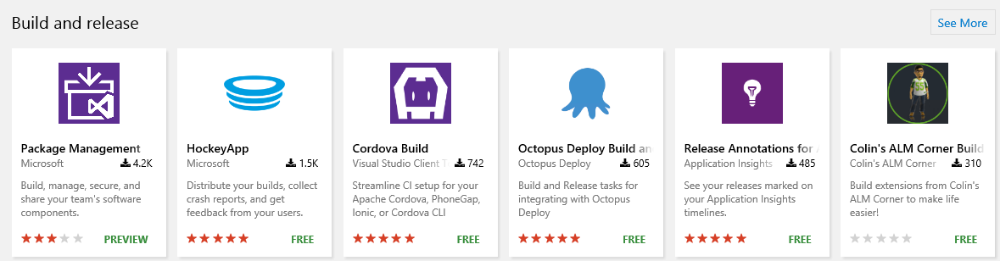 Build and release
See More
Package Management
Microsoft 4.2K
Build, manage, secure, and
share your team's software
components.
PREVIEW
HockeyApp
Microsoft 1.5K
Distribute your builds, collect
crash reports, and get
feedback from your users.
FREE
Cordova Build
Visual Studio Client T 742
Streamline CI setup for your
Apache Cordova, PhoneGap,
Ionic, or Cordova CLI
FREE
Octopus Deploy Build an
Octopus Deploy 605
Build and Release tasks for
integrating with Octopus
Deploy
FREE
Release Annotations for A
Application Insights 485
See your releases marked on
your Application Insights
timelines.
FREE
Colin's ALM Corner Build
Colin's ALM Corner 310
Build extensions from Colin's
ALM Corner to make life
easier!
FREE